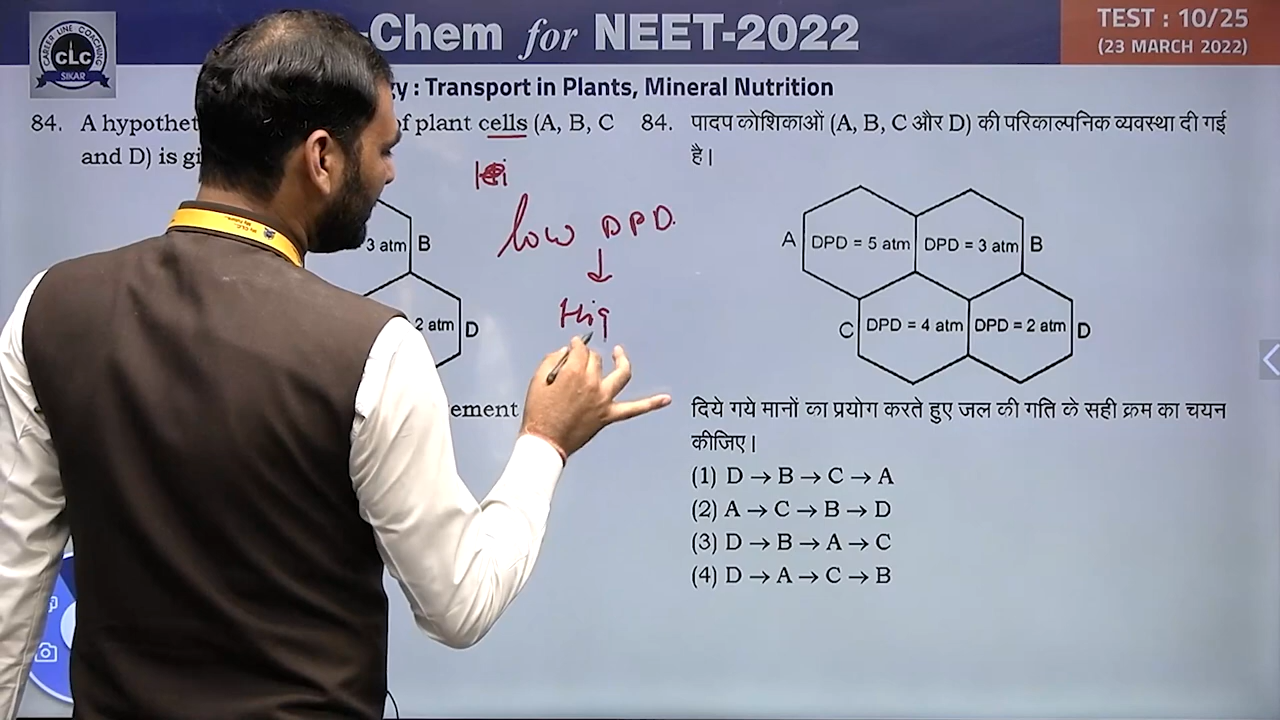 CAREER LINE COACHING
CLC
SIKAR
-Chem for NEET-2022
TEST : 10/25
(23 MARCH 2022)
: Transport in Plants, Mineral Nutrition
84. A of plant cells (A, B, C
and D) is
3 atm B
2 atm D
ement
low DPD.
↓
Hig
84. पादप कोशिकाओं (A, B, C और D) की परिकाल्पनिक व्यवस्था दी गई
है।
A DPD = 5 atm DPD = 3 atm B
C DPD = 4 atm DPD = 2 atm D
दिये गये मानों का प्रयोग करते हुए जल की गति के सही क्रम का चयन
कीजिए।
(1) D → B → C → A
(2) A → C → B → D
(3) D → B → A → C
(4) D → A → C → B